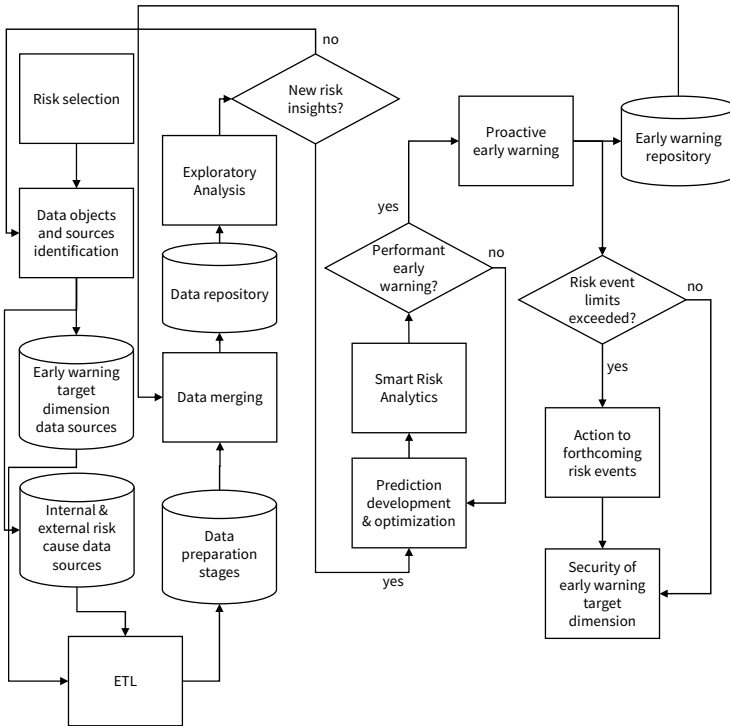 no
Risk selection
New risk
insights?
Proactive
early warning
Early warning
repository
Exploratory
Analysis
yes
Data objects
and sources
identification
Performant
early
warning?
no
Data repository
Risk event
limits
exceeded?
no
Early warning
target
dimension
data sources
Data merging
Smart Risk
Analytics
yes
Action to
forthcoming
risk events
Prediction
development
& optimization
Internal &
external risk
cause data
sources
Data
preparation
stages
yes
Security of
early warning
target
dimension
ETL